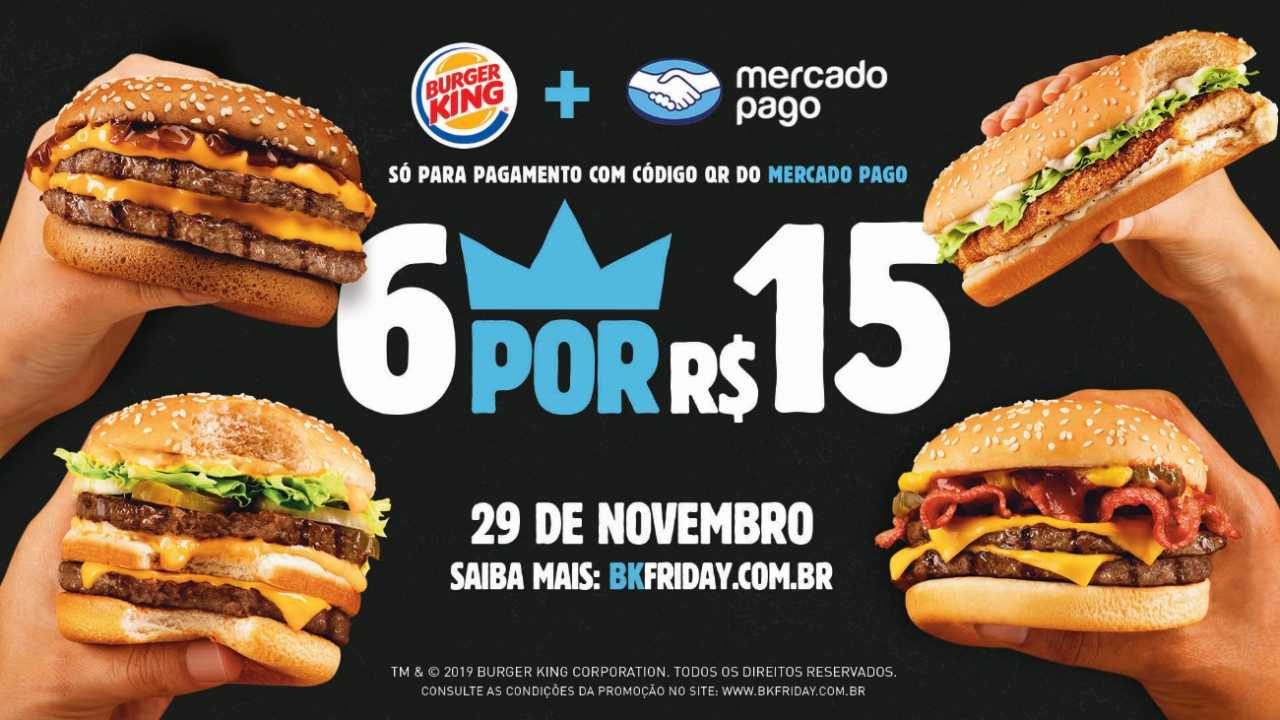 BURGER
KING
+
mercado
pago
SÓ PARA PAGAMENTO COM CÓDIGO QR DO MERCADO PAGO
6 POR R$ 15
29 DE NOVEMBRO
SAIBA MAIS: BKFRIDAY.COM.BR
TM & © 2019 BURGER KING CORPORATION. TODOS OS DIREITOS RESERVADOS.
CONSULTE AS CONDIÇÕES DA PROMOÇÃO NO SITE: WWW.BKFRIDAY.COM.BR